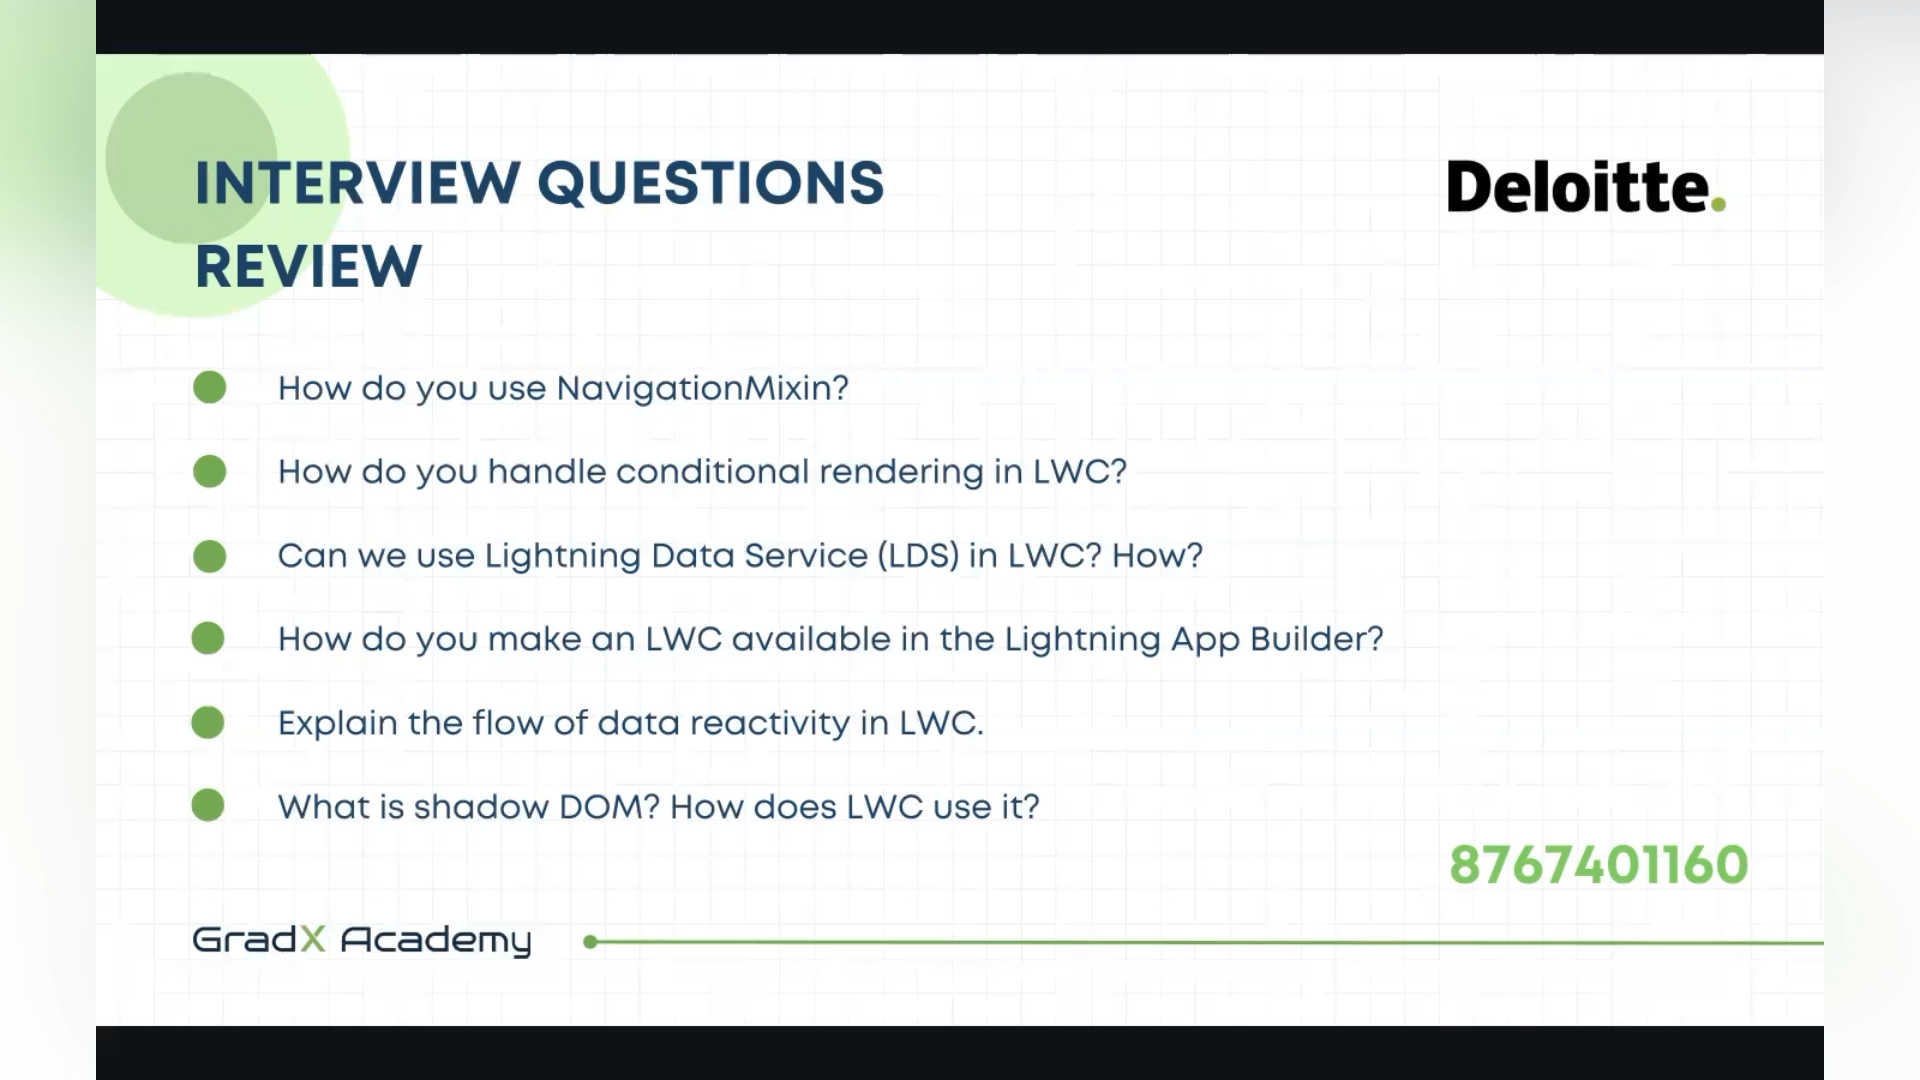 INTERVIEW QUESTIONS
REVIEW
Deloitte.
How do you use NavigationMixin?
How do you handle conditional rendering in LWC?
Can we use Lightning Data Service (LDS) in LWC? How?
How do you make an LWC available in the Lightning App Builder?
Explain the flow of data reactivity in LWC.
What is shadow DOM? How does LWC use it?
8767401160
GradX Academy